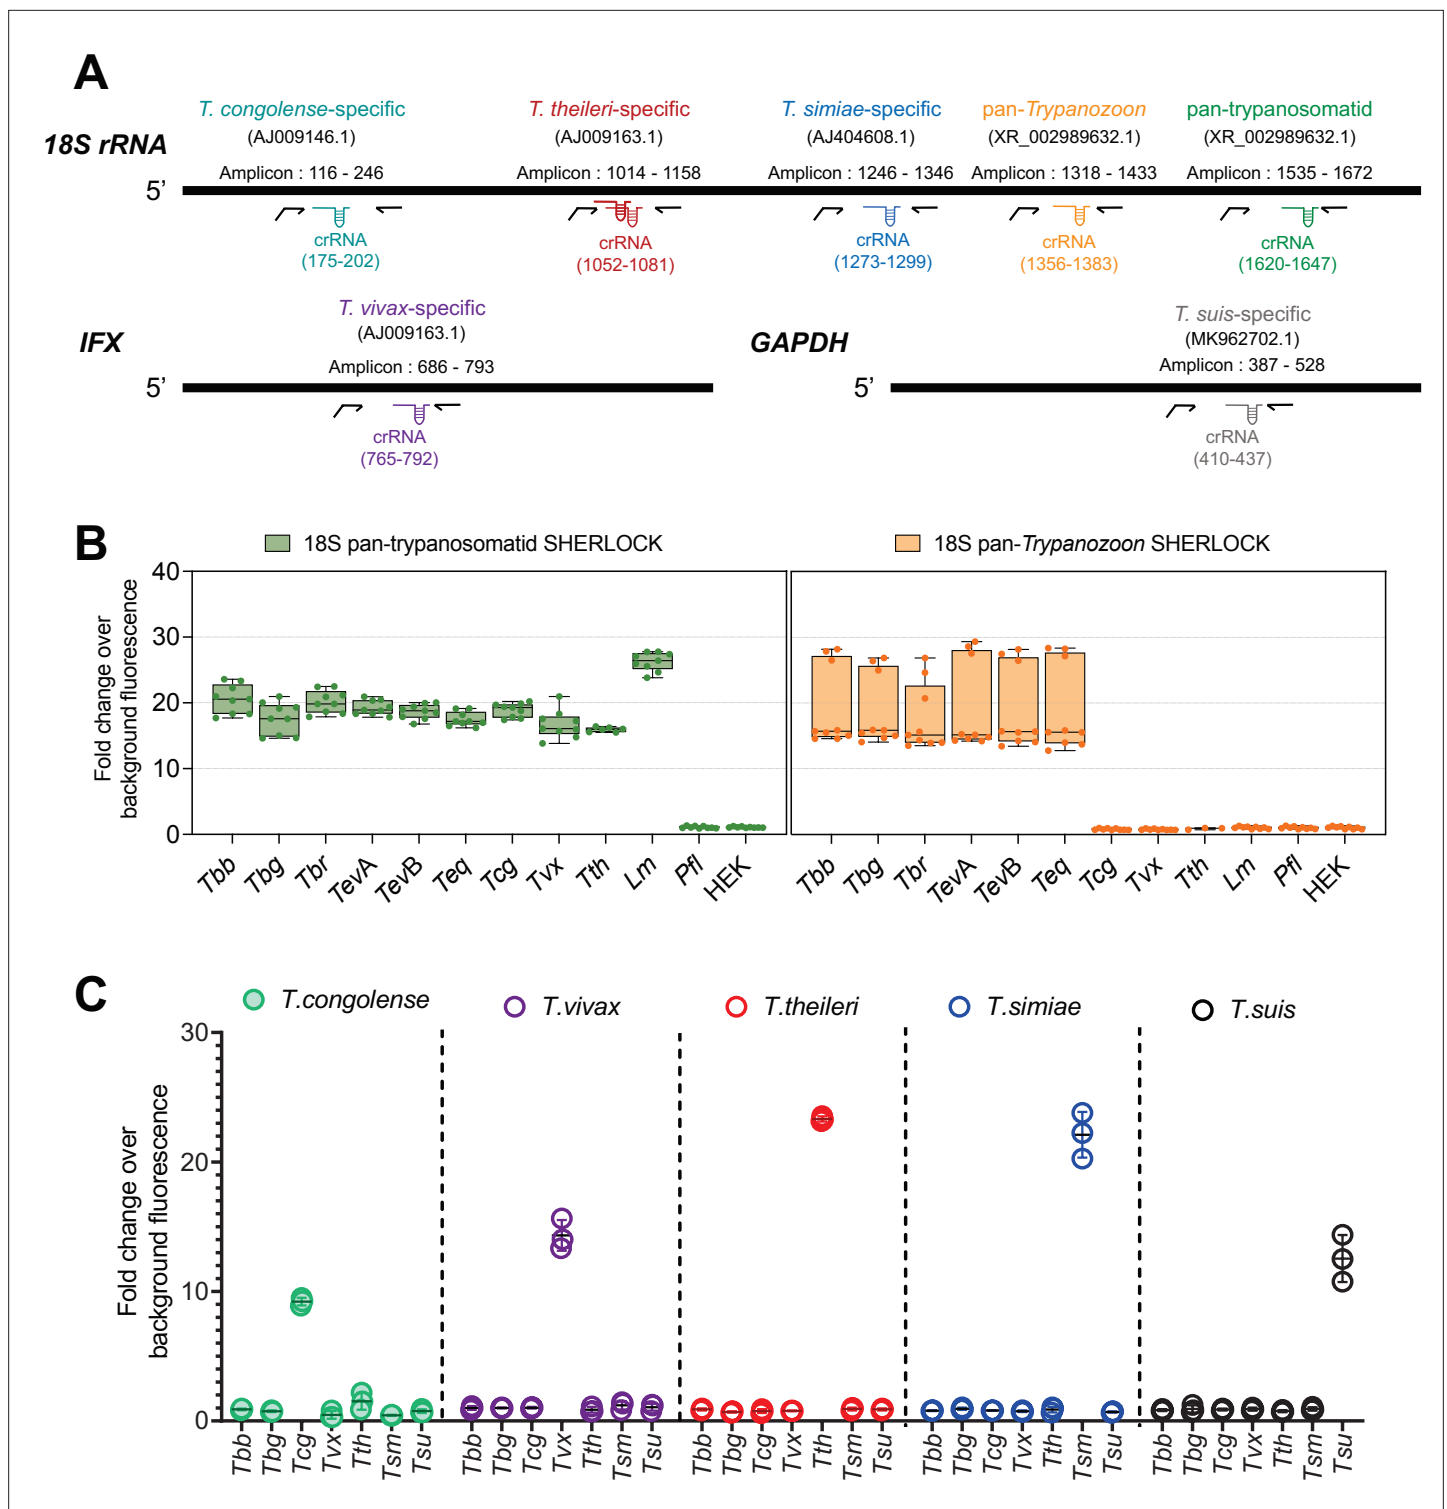 A
T. congolense-specific
T. theileri-specific
T. simiae-specific
pan-Trypanozoon
pan-trypanosomatid
18S rRNA
(AJ009146.1)
(AJ009163.1)
(AJ404608.1)
(XR_002989632.1)
(XR_002989632.1)
Amplicon : 116 - 246
Amplicon : 1014 - 1158
Amplicon : 1246 - 1346
Amplicon : 1318 - 1433
Amplicon : 1535 - 1672
5’
crRNA
(175-202)
crRNA
(1052-1081)
crRNA
(1273-1299)
crRNA
(1356-1383)
crRNA
(1620-1647)
T. vivax-specific
(AJ009163.1)
IFX
Amplicon : 686 - 793
5’
crRNA
(765-792)
T. suis-specific
(MK962702.1)
GAPDH
Amplicon : 387 - 528
5’
crRNA
(410-437)
B
18S pan-trypanosomatid SHERLOCK
18S pan-Trypanozoon SHERLOCK
Fold change over
background fluorescence
40
30
20
10
0
Tbb
Tbg
Tbr
TevA
TevB
Teq
Tcg
Tvx
Tth
Lm
Pfl
HEK
Tbb
Tbg
Tbr
TevA
TevB
Teq
Tcg
Tvx
Tth
Lm
Pfl
HEK
C
T.congolense
T.vivax
T.theileri
T.simiae
T.suis
Fold change over
background fluorescence
30
20
10
0
Tbb
Tbg
Tcg
Tvx
Tth
Tsm
Tsu
Tbb
Tbg
Tcg
Tvx
Tth
Tsm
Tsu
Tbb
Tbg
Tcg
Tvx
Tth
Tsm
Tsu
Tbb
Tbg
Tcg
Tvx
Tth
Tsm
Tsu
Tbb
Tbg
Tcg
Tvx
Tth
Tsm
Tsu